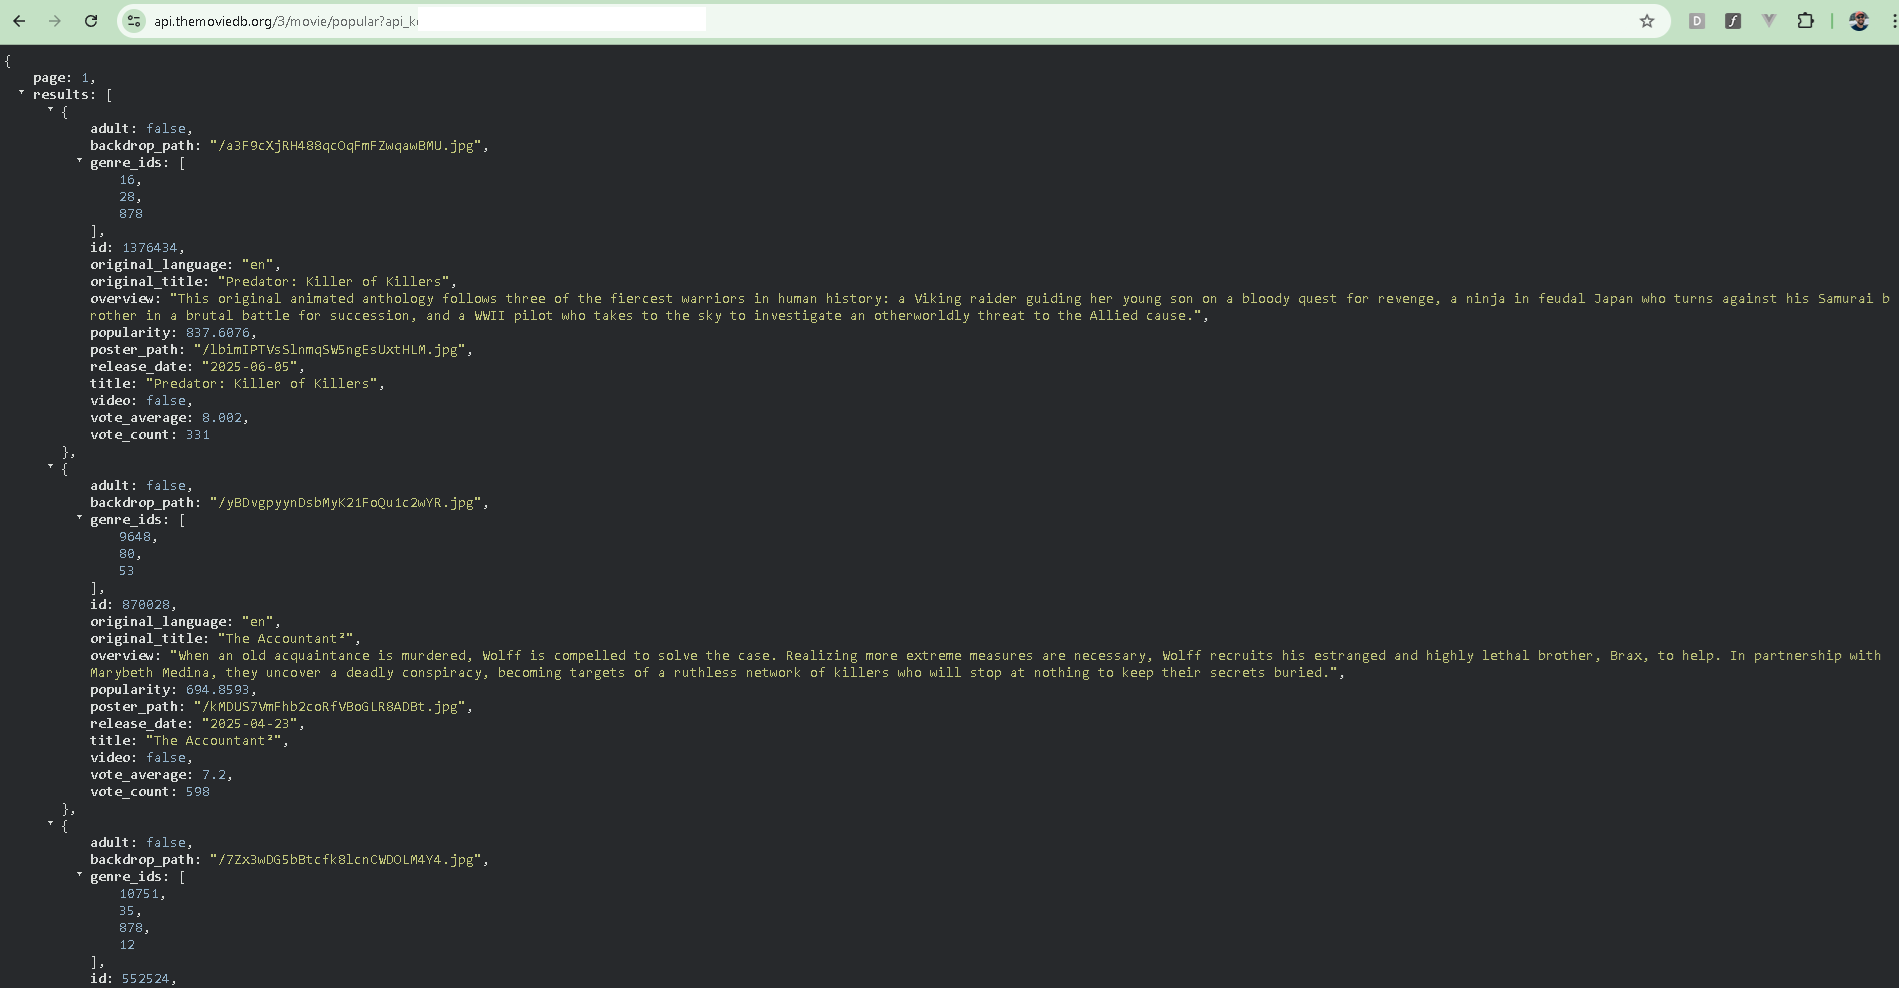 api.themoviedb.org/3/movie/popular?api_k
{
page: 1,
results: [
{
adult: false,
backdrop_path: "/a3F9cXjRH488qcOqFmFZwqawBMU.jpg",
genre_ids: [
16,
28,
878
],
id: 1376434,
original_language: "en",
original_title: "Predator: Killer of Killers",
overview: "This original animated anthology follows three of the fiercest warriors in human history: a Viking raider guiding her young son on a bloody quest for revenge, a ninja in feudal Japan who turns against his Samurai b
rother in a brutal battle for succession, and a WWII pilot who takes to the sky to investigate an otherworldly threat to the Allied cause.",
popularity: 837.6076,
poster_path: "/lbimIPTVsSlnmqSW5ngEsUxtHLM.jpg",
release_date: "2025-06-05",
title: "Predator: Killer of Killers",
video: false,
vote_average: 8.002,
vote_count: 331
},
{
adult: false,
backdrop_path: "/yBDvgpyynDsbMyK21FoQu1c2wYR.jpg",
genre_ids: [
9648,
80,
53
],
id: 870028,
original_language: "en",
original_title: "The Accountant²",
overview: "When an old acquaintance is murdered, Wolff is compelled to solve the case. Realizing more extreme measures are necessary, Wolff recruits his estranged and highly lethal brother, Brax, to help. In partnership with
Marybeth Medina, they uncover a deadly conspiracy, becoming targets of a ruthless network of killers who will stop at nothing to keep their secrets buried.",
popularity: 694.8593,
poster_path: "/kMDUS7VmFhb2coRfVBoGLR8ADBt.jpg",
release_date: "2025-04-23",
title: "The Accountant²",
video: false,
vote_average: 7.2,
vote_count: 598
},
{
adult: false,
backdrop_path: "/7Zx3wDG5bBtcfk8lcnCWDOLM4Y4.jpg",
genre_ids: [
10751,
35,
878,
12
],
id: 552524,